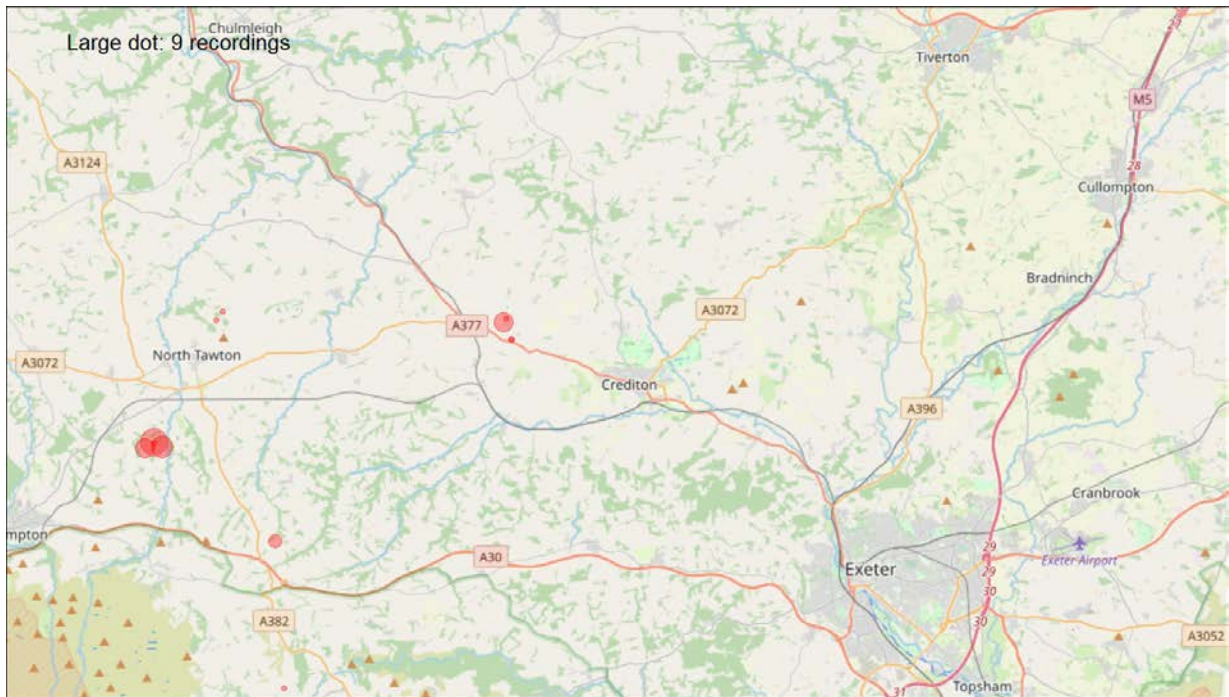 Chulmleigh
Large dot: 9 recordings
Tiverton
27
M5
A3124
28
Cullompton
Bradninch
A3072
A377
North Tawton
A3072
Crediton
A396
Cranbrook
mpton
29
Exeter Airport
A30
Exeter
29
30
A382
30
A3052
Topsham
31